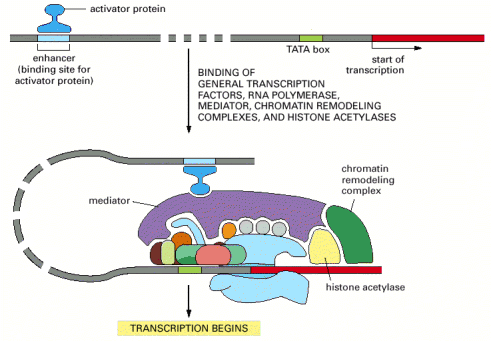 activator protein
enhancer
(binding site for
activator protein)
TATA box
start of
transcription
BINDING OF
GENERAL TRANSCRIPTION
FACTORS, RNA POLYMERASE,
MEDIATOR, CHROMATIN REMODELING
COMPLEXES, AND HISTONE ACETYLASES
mediator
chromatin
remodeling
complex
histone acetylase
TRANSCRIPTION BEGINS